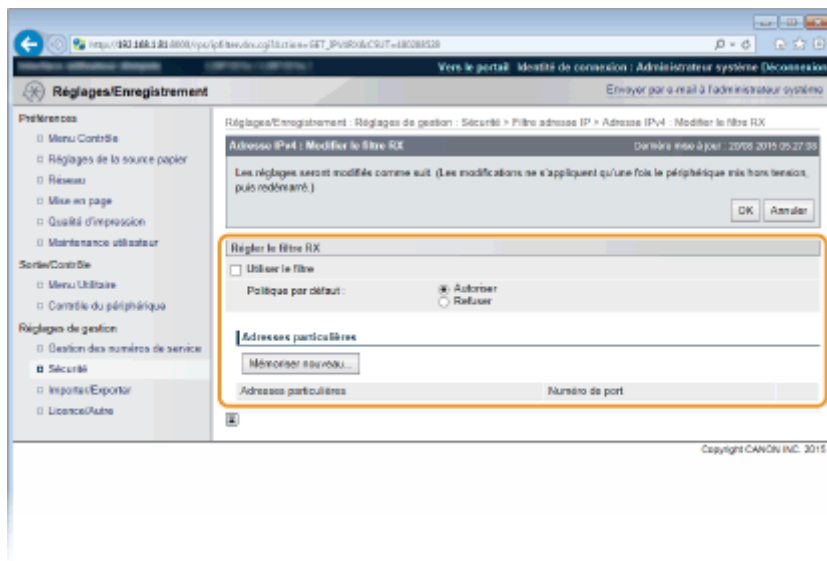 Vers le portail Identité de connexion : Administrateur système Déconnexion
Réglages/Enregistrement
Envoyer par e-mail à l'administrateur système
Préférences
Menu Contrôle
Réglages de la source papier
Réseau
Mise en page
Qualité d'impression
Maintenance utilisateur
Sortie/Contrôle
Menu Utilitaire
Contrôle du périphérique
Réglages de gestion
Gestion des numéros de service
Sécurité
Importer/Exporter
Licence/Autre
Réglages/Enregistrement : Réglages de gestion : Sécurité > Filtre adresse IP > Adresse IPv4 : Modifier le filtre RX
Adresse IPv4 : Modifier le filtre RX
Dernière mise à jour : 2015 05:27:08
Les réglages seront modifiés comme suit. (Les modifications ne s'appliquent qu'une fois le périphérique mis hors tension,
puis redémarré.)
OK Annuler
Régler le filtre RX
Utiliser le filtre
Politique par défaut :
Autoriser
Refuser
Adresses particulières
Mémoriser nouveau...
Adresses particulières
Numéro de port
Copyright CANON INC. 2015